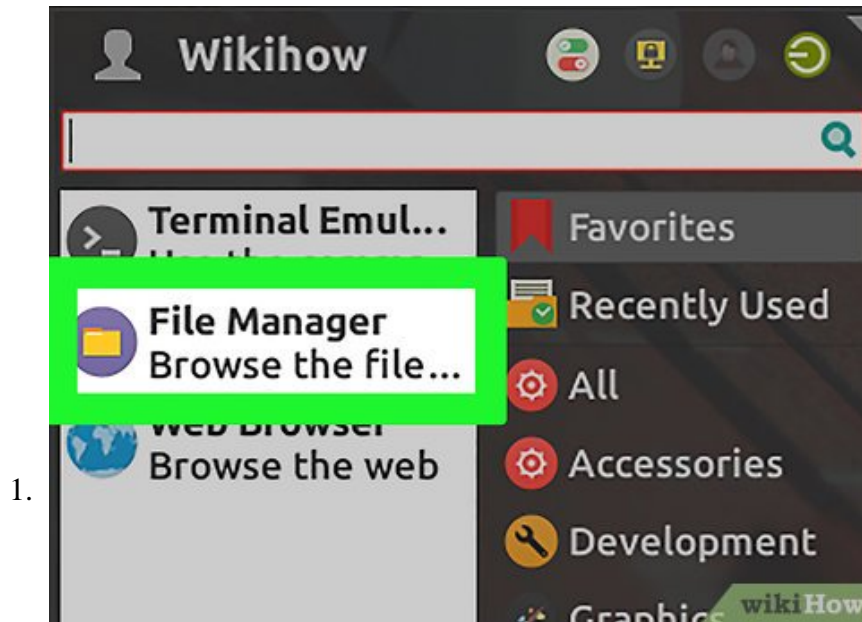 Wikihow
Terminal Emul...
File Manager
Browse the file...
Web Browser
Browse the web
Favorites
Recently Used
All
Accessories
Development
Graphics
1.
wikiHow